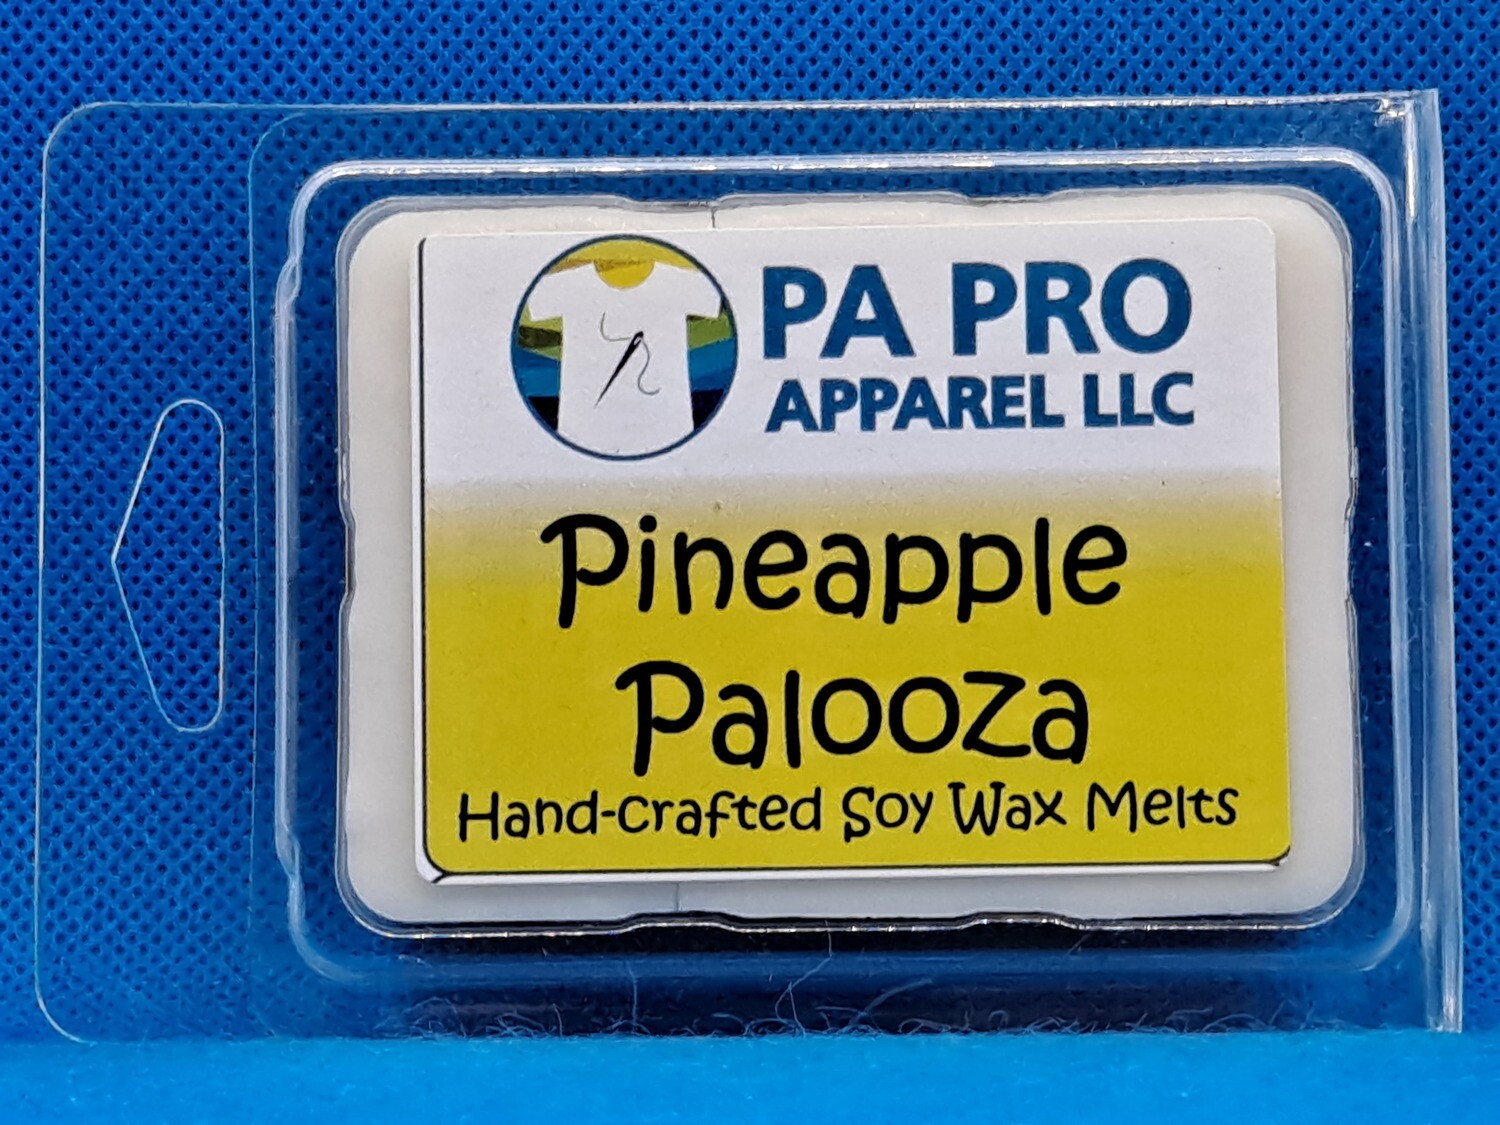 PA PRO
APPAREL LLC
Pineapple
Palooza
Hand-crafted Soy Wax Melts